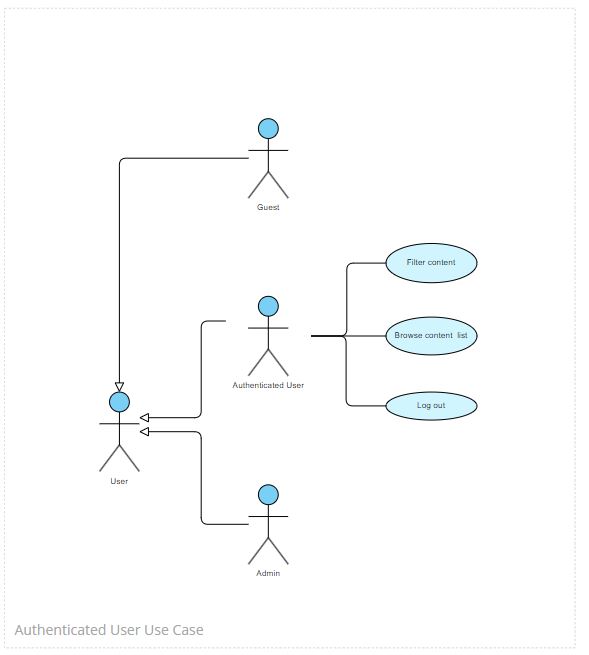 Guest
Filter content
Browse content list
Authenticated User
Log out
User
Admin
Authenticated User Use Case